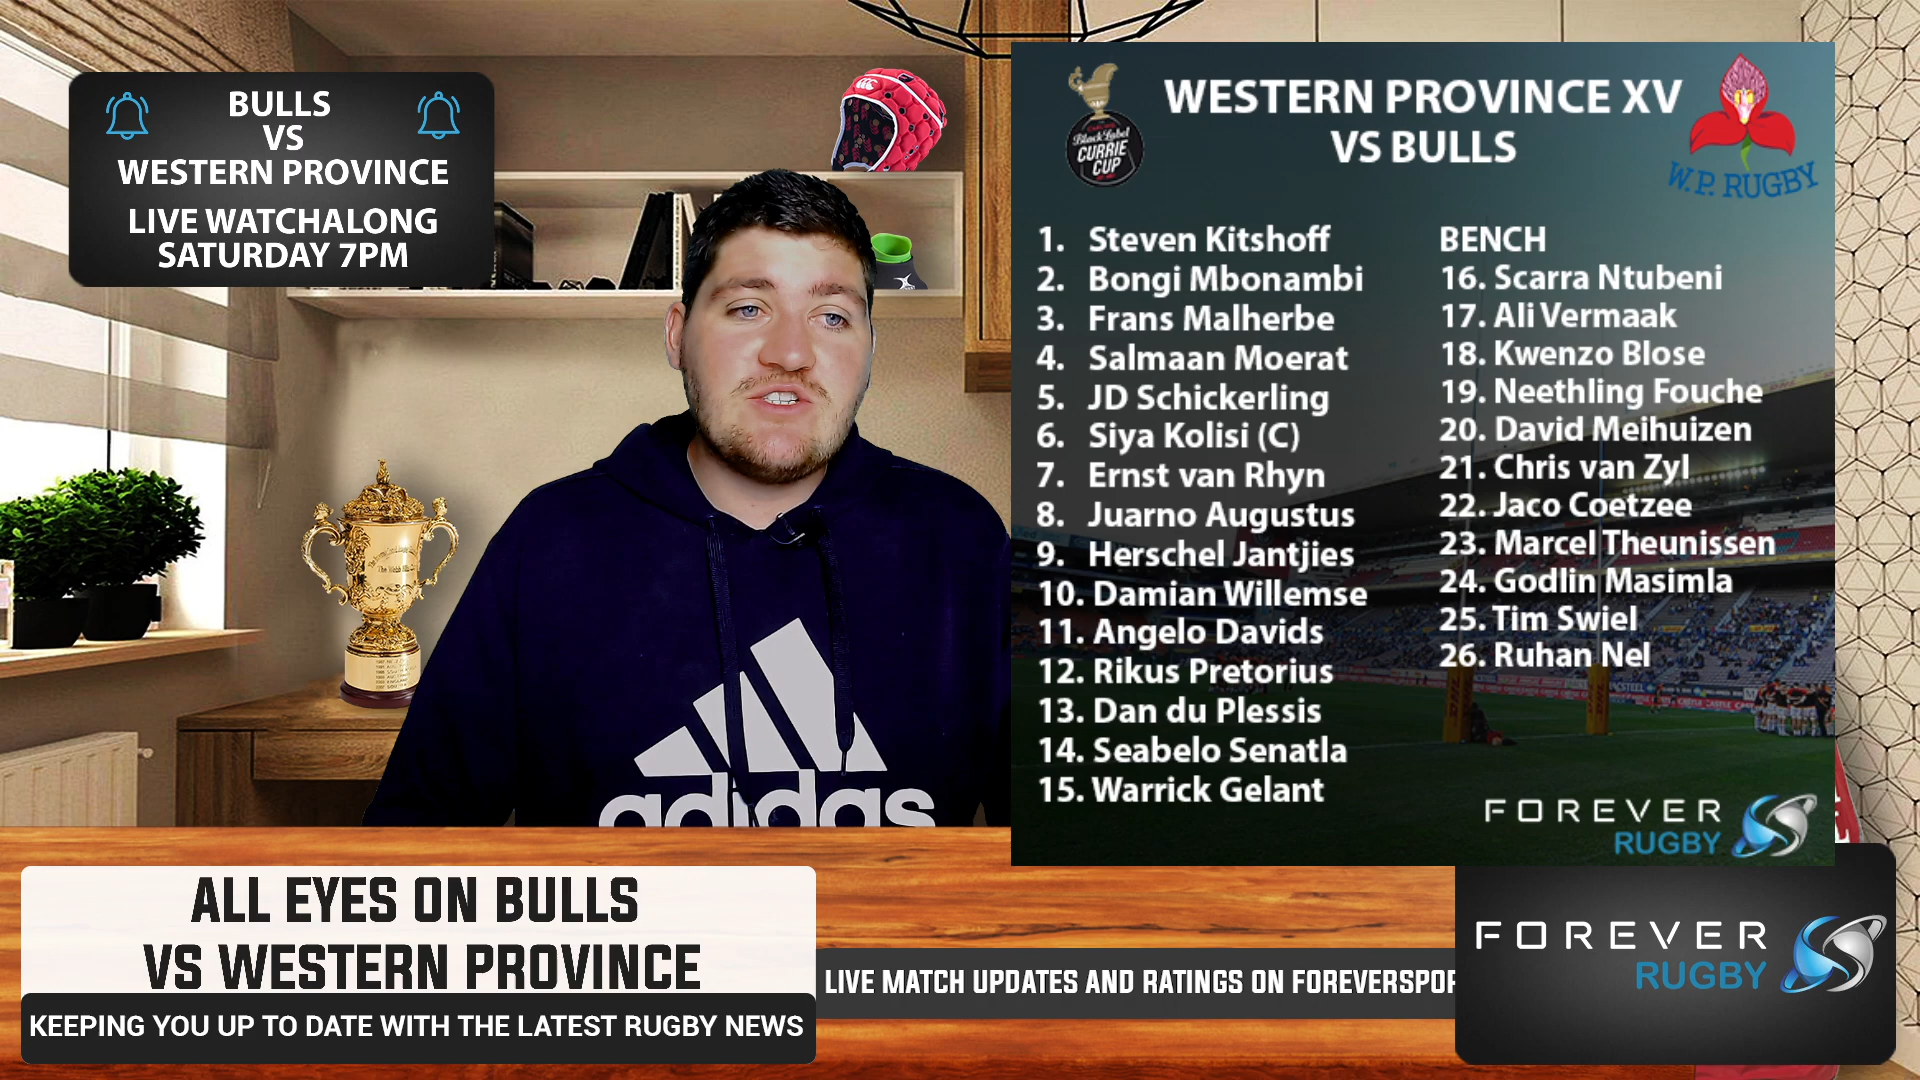 BULLS
VS
WESTERN PROVINCE
LIVE WATCHALONG
SATURDAY 7PM
WESTERN PROVINCE XV
VS BULLS
Black Label
CURRIE
CUP
W.P. RUGBY
1. Steven Kitshoff
2. Bongi Mbonambi
3. Frans Malherbe
4. Salmaan Moerat
5. JD Schickerling
6. Siya Kolisi (C)
7. Ernst van Rhyn
8. Juarno Augustus
9. Herschel Jantjies
10. Damian Willemse
11. Angelo Davids
12. Rikus Pretorius
13. Dan du Plessis
14. Seabelo Senatla
15. Warrick Gelant
BENCH
16. Scarra Ntubeni
17. Ali Vermaak
18. Kwenzo Blose
19. Neethling Fouche
20. David Meihuizen
21. Chris van Zyl
22. Jaco Coetzee
23. Marcel Theunissen
24. Godlin Masimla
25. Tim Swiel
26. Ruhan Nel
FOREVER
RUGBY
adidas
ALL EYES ON BULLS
VS WESTERN PROVINCE
KEEPING YOU UP TO DATE WITH THE LATEST RUGBY NEWS
LIVE MATCH UPDATES AND RATINGS ON FOREVERSPOR
FOREVER
RUGBY